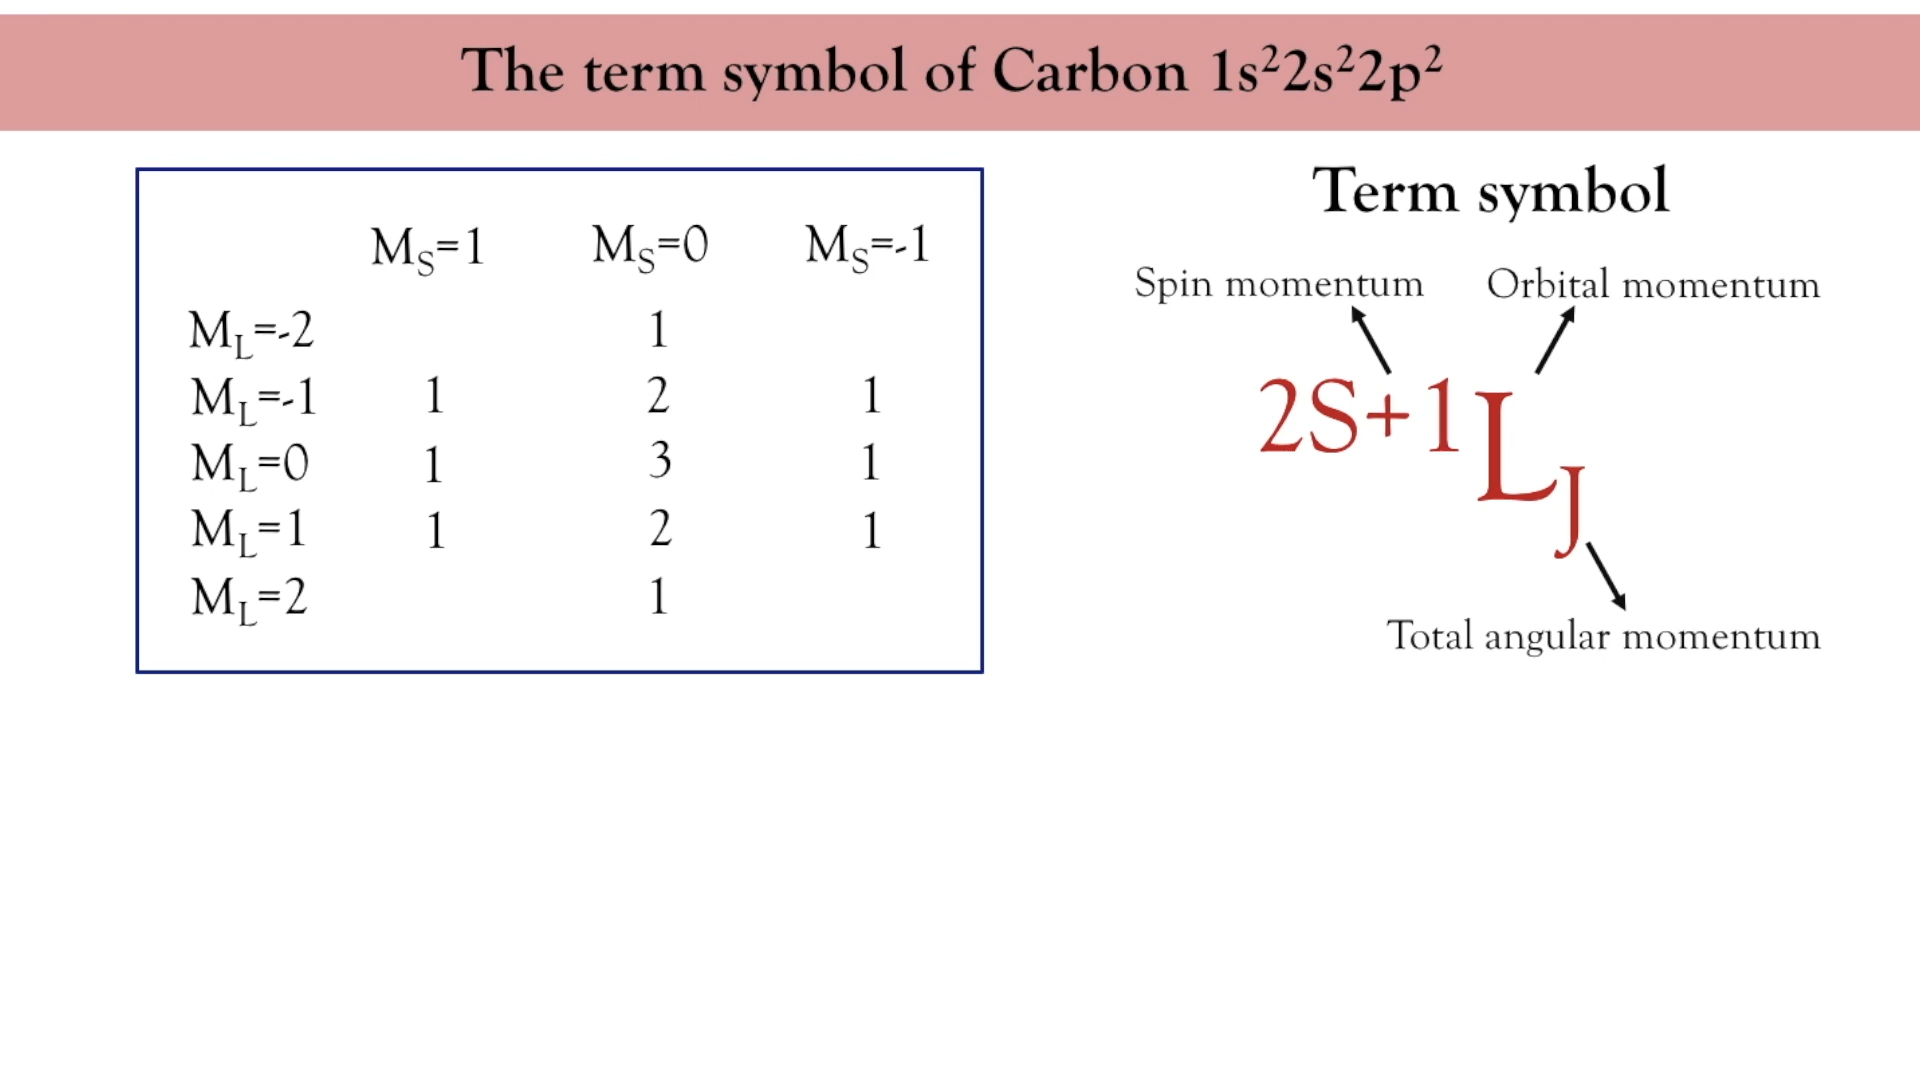 The term symbol of Carbon 1s²2s²2p²
M_S=1 M_S=0 M_S=-1
M_L=-2 1
M_L=-1 1 2 1
M_L=0 1 3 1
M_L=1 1 2 1
M_L=2 1
Term symbol
Spin momentum Orbital momentum
2S+1 L J
Total angular momentum